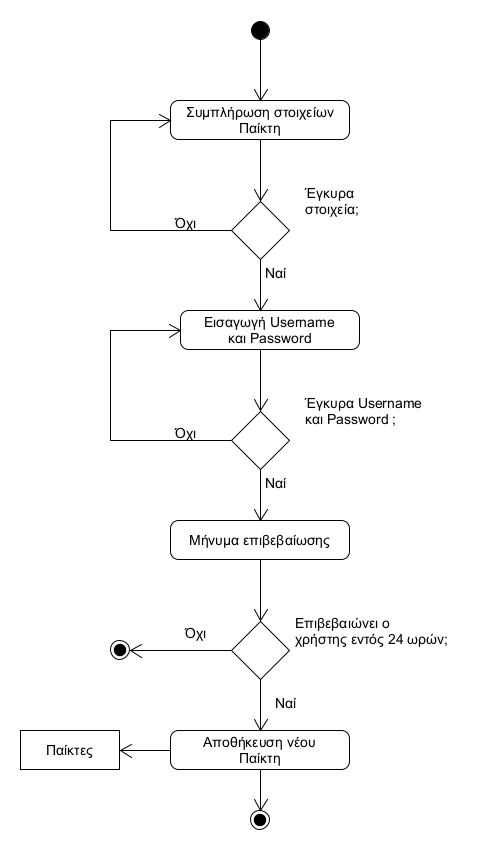 Συμπλήρωση στοιχείων
Παίκτη
Έγκυρα
στοιχεία;
Όχι
Ναί
Εισαγωγή Username
και Password
Έγκυρα Username
και Password ;
Όχι
Ναί
Μήνυμα επιβεβαίωσης
Επιβεβαιώνει ο
χρήστης εντός 24 ωρών;
Όχι
Ναί
Αποθήκευση νέου
Παίκτη
Παίκτες